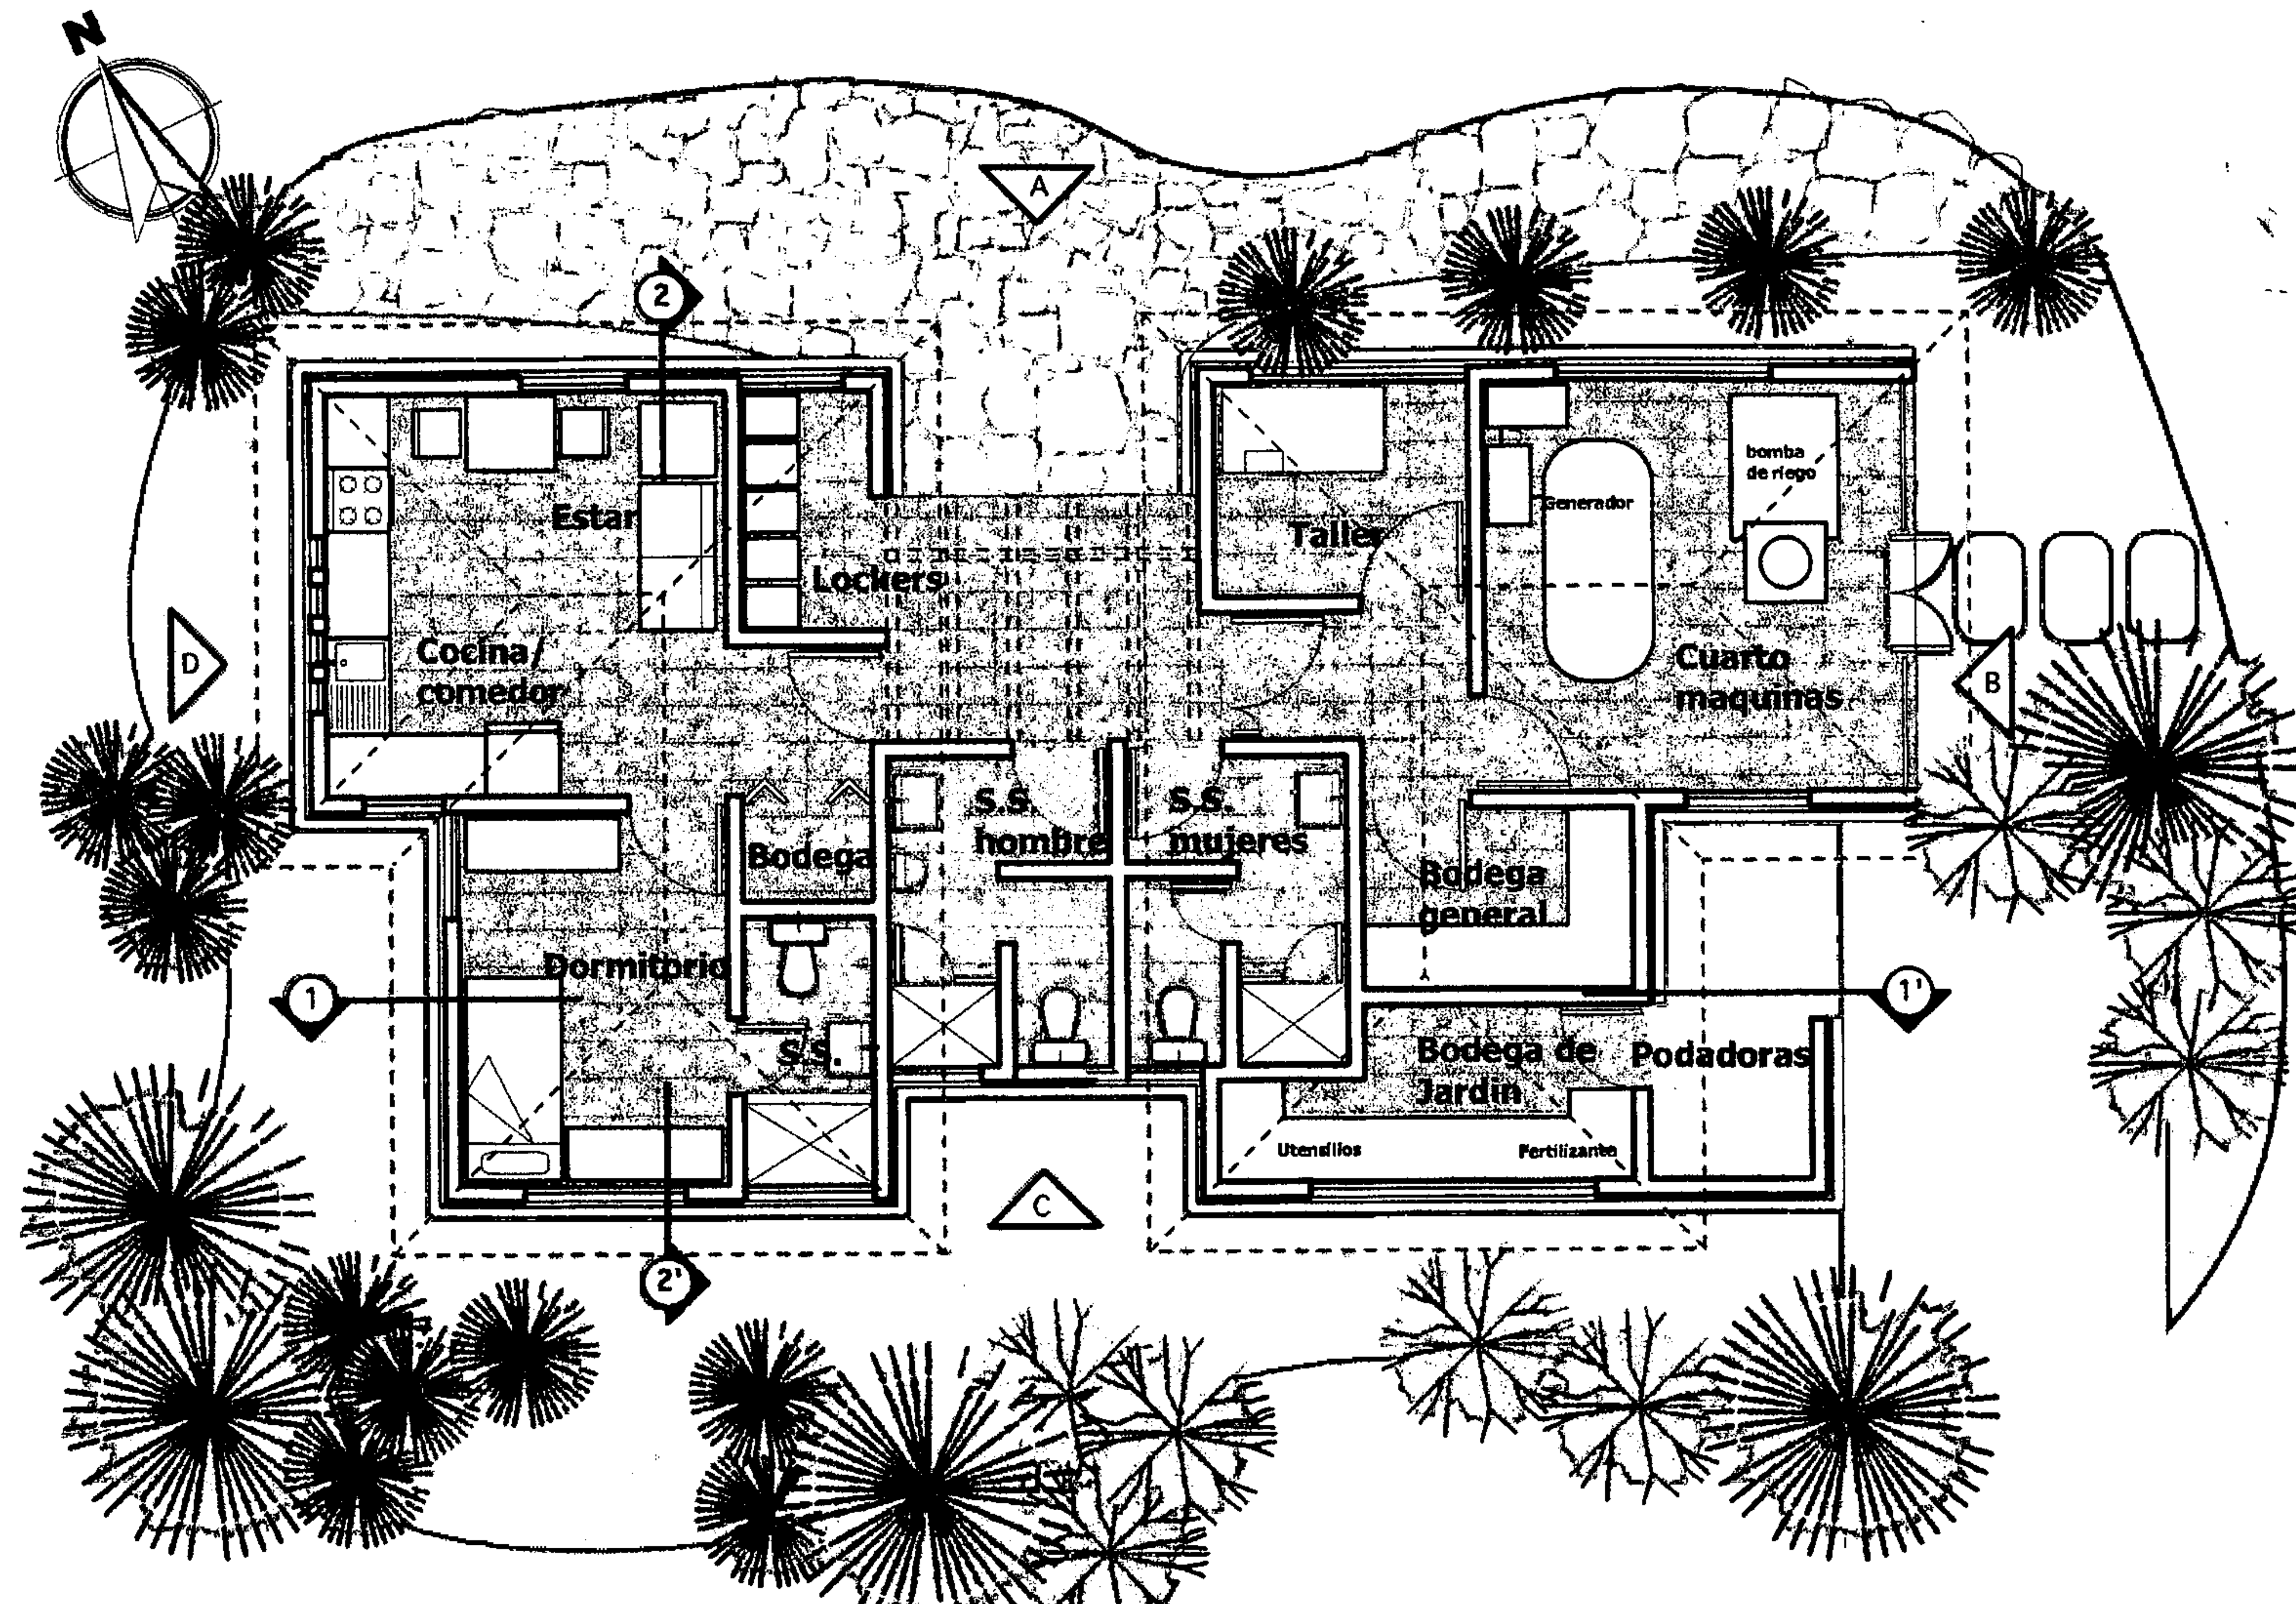 N
A
2
Estar
Lockers
Taller
Generador
bomba
de riego
Cocina/
comedor
Cuarto
maquinas
D
B
s.s.
hombre
s.s.
mujeres
Bodega
Bodega
general
Dormitorio
1
1'
s.s.
Bodega de
Jardin
Podadoras
Utensilios
Fertilizante
C
2'